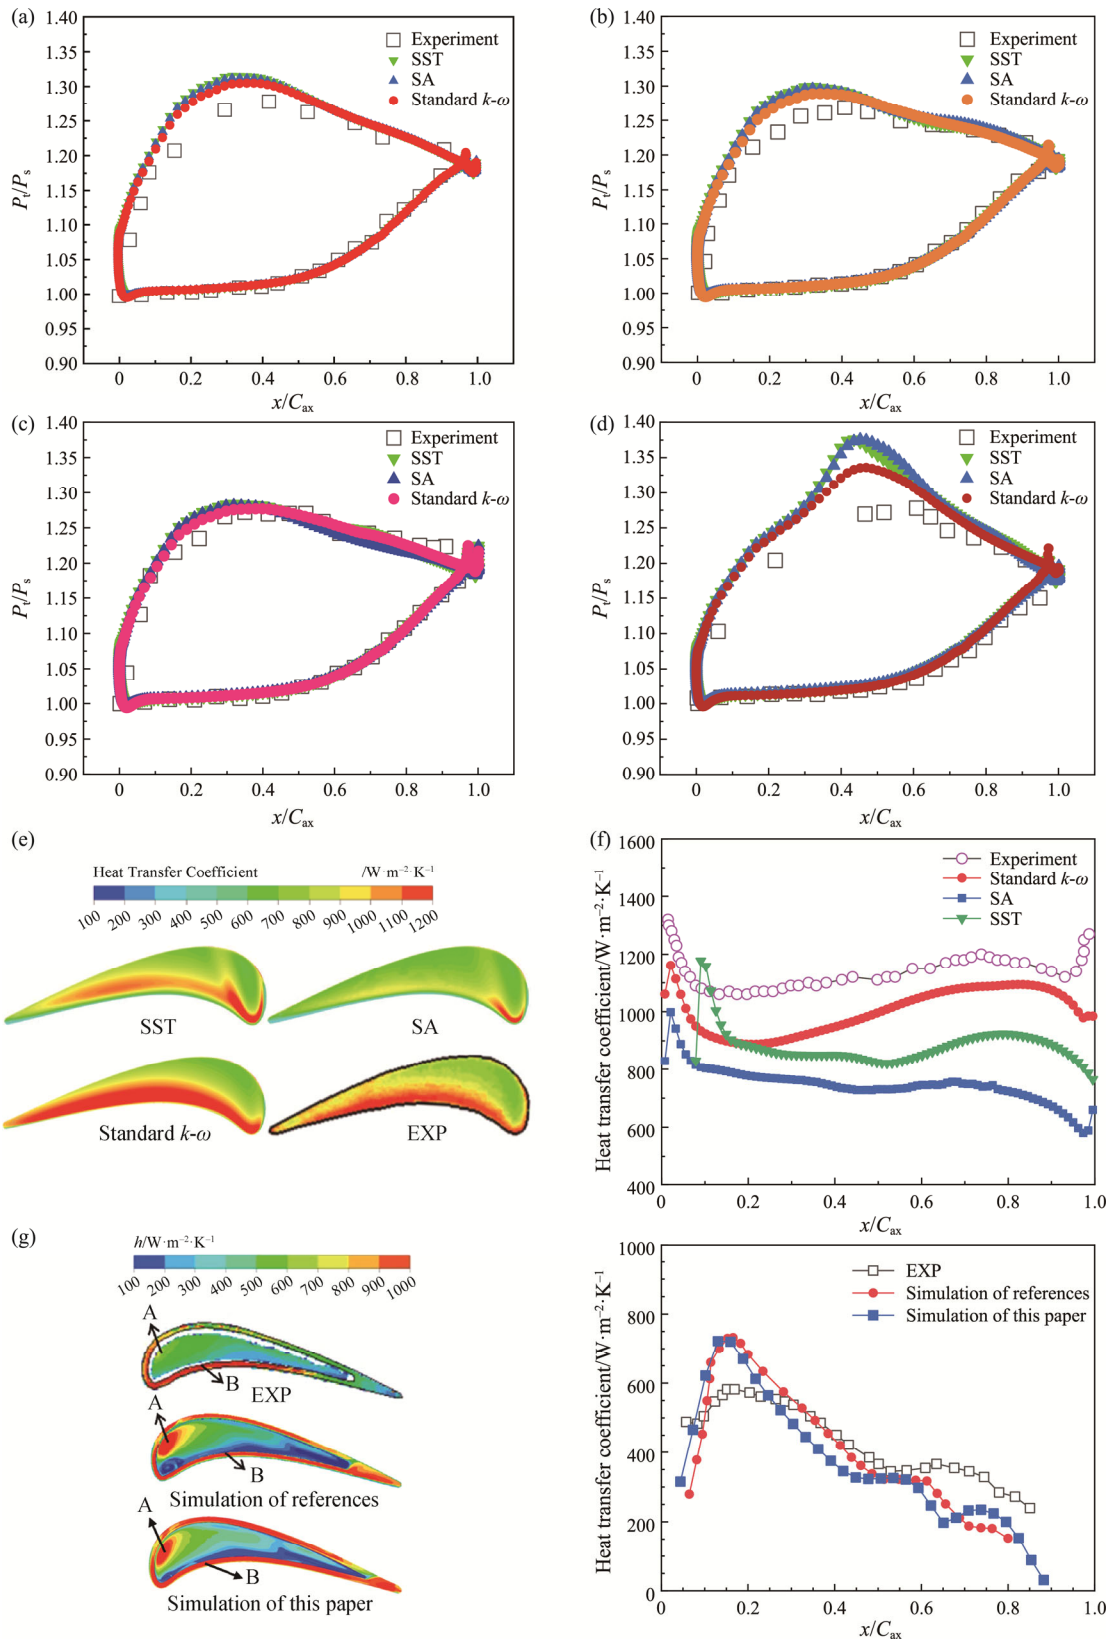 (a)
1.40
1.35
1.30
1.25
1.20
1.15
1.10
1.05
1.00
0.95
0.90
Pt/Ps
0 0.2 0.4 0.6 0.8 1.0
x/Cax
Experiment
SST
SA
Standard k-ω
(b)
1.40
1.35
1.30
1.25
1.20
1.15
1.10
1.05
1.00
0.95
0.90
Pt/Ps
0 0.2 0.4 0.6 0.8 1.0
x/Cax
Experiment
SST
SA
Standard k-ω
(c)
1.40
1.35
1.30
1.25
1.20
1.15
1.10
1.05
1.00
0.95
0.90
Pt/Ps
0 0.2 0.4 0.6 0.8 1.0
x/Cax
Experiment
SST
SA
Standard k-ω
(d)
1.40
1.35
1.30
1.25
1.20
1.15
1.10
1.05
1.00
0.95
0.90
Pt/Ps
0 0.2 0.4 0.6 0.8 1.0
x/Cax
Experiment
SST
SA
Standard k-ω
(e)
Heat Transfer Coefficient /W·m⁻²·K⁻¹
100 200 300 400 500 600 700 800 900 1000 1100 1200
SST
SA
Standard k-ω
EXP
(f)
1600
1400
1200
1000
800
600
400
Heat transfer coefficient/W·m⁻²·K⁻¹
0 0.2 0.4 0.6 0.8 1.0
x/Cax
Experiment
Standard k-ω
SA
SST
(g)
h/W·m⁻²·K⁻¹
100 200 300 400 500 600 700 800 900 1000
A
B
EXP
A
B
Simulation of references
A
B
Simulation of this paper
1000
800
600
400
200
0
Heat transfer coefficient/W·m⁻²·K⁻¹
0 0.2 0.4 0.6 0.8 1.0
x/Cax
EXP
Simulation of references
Simulation of this paper